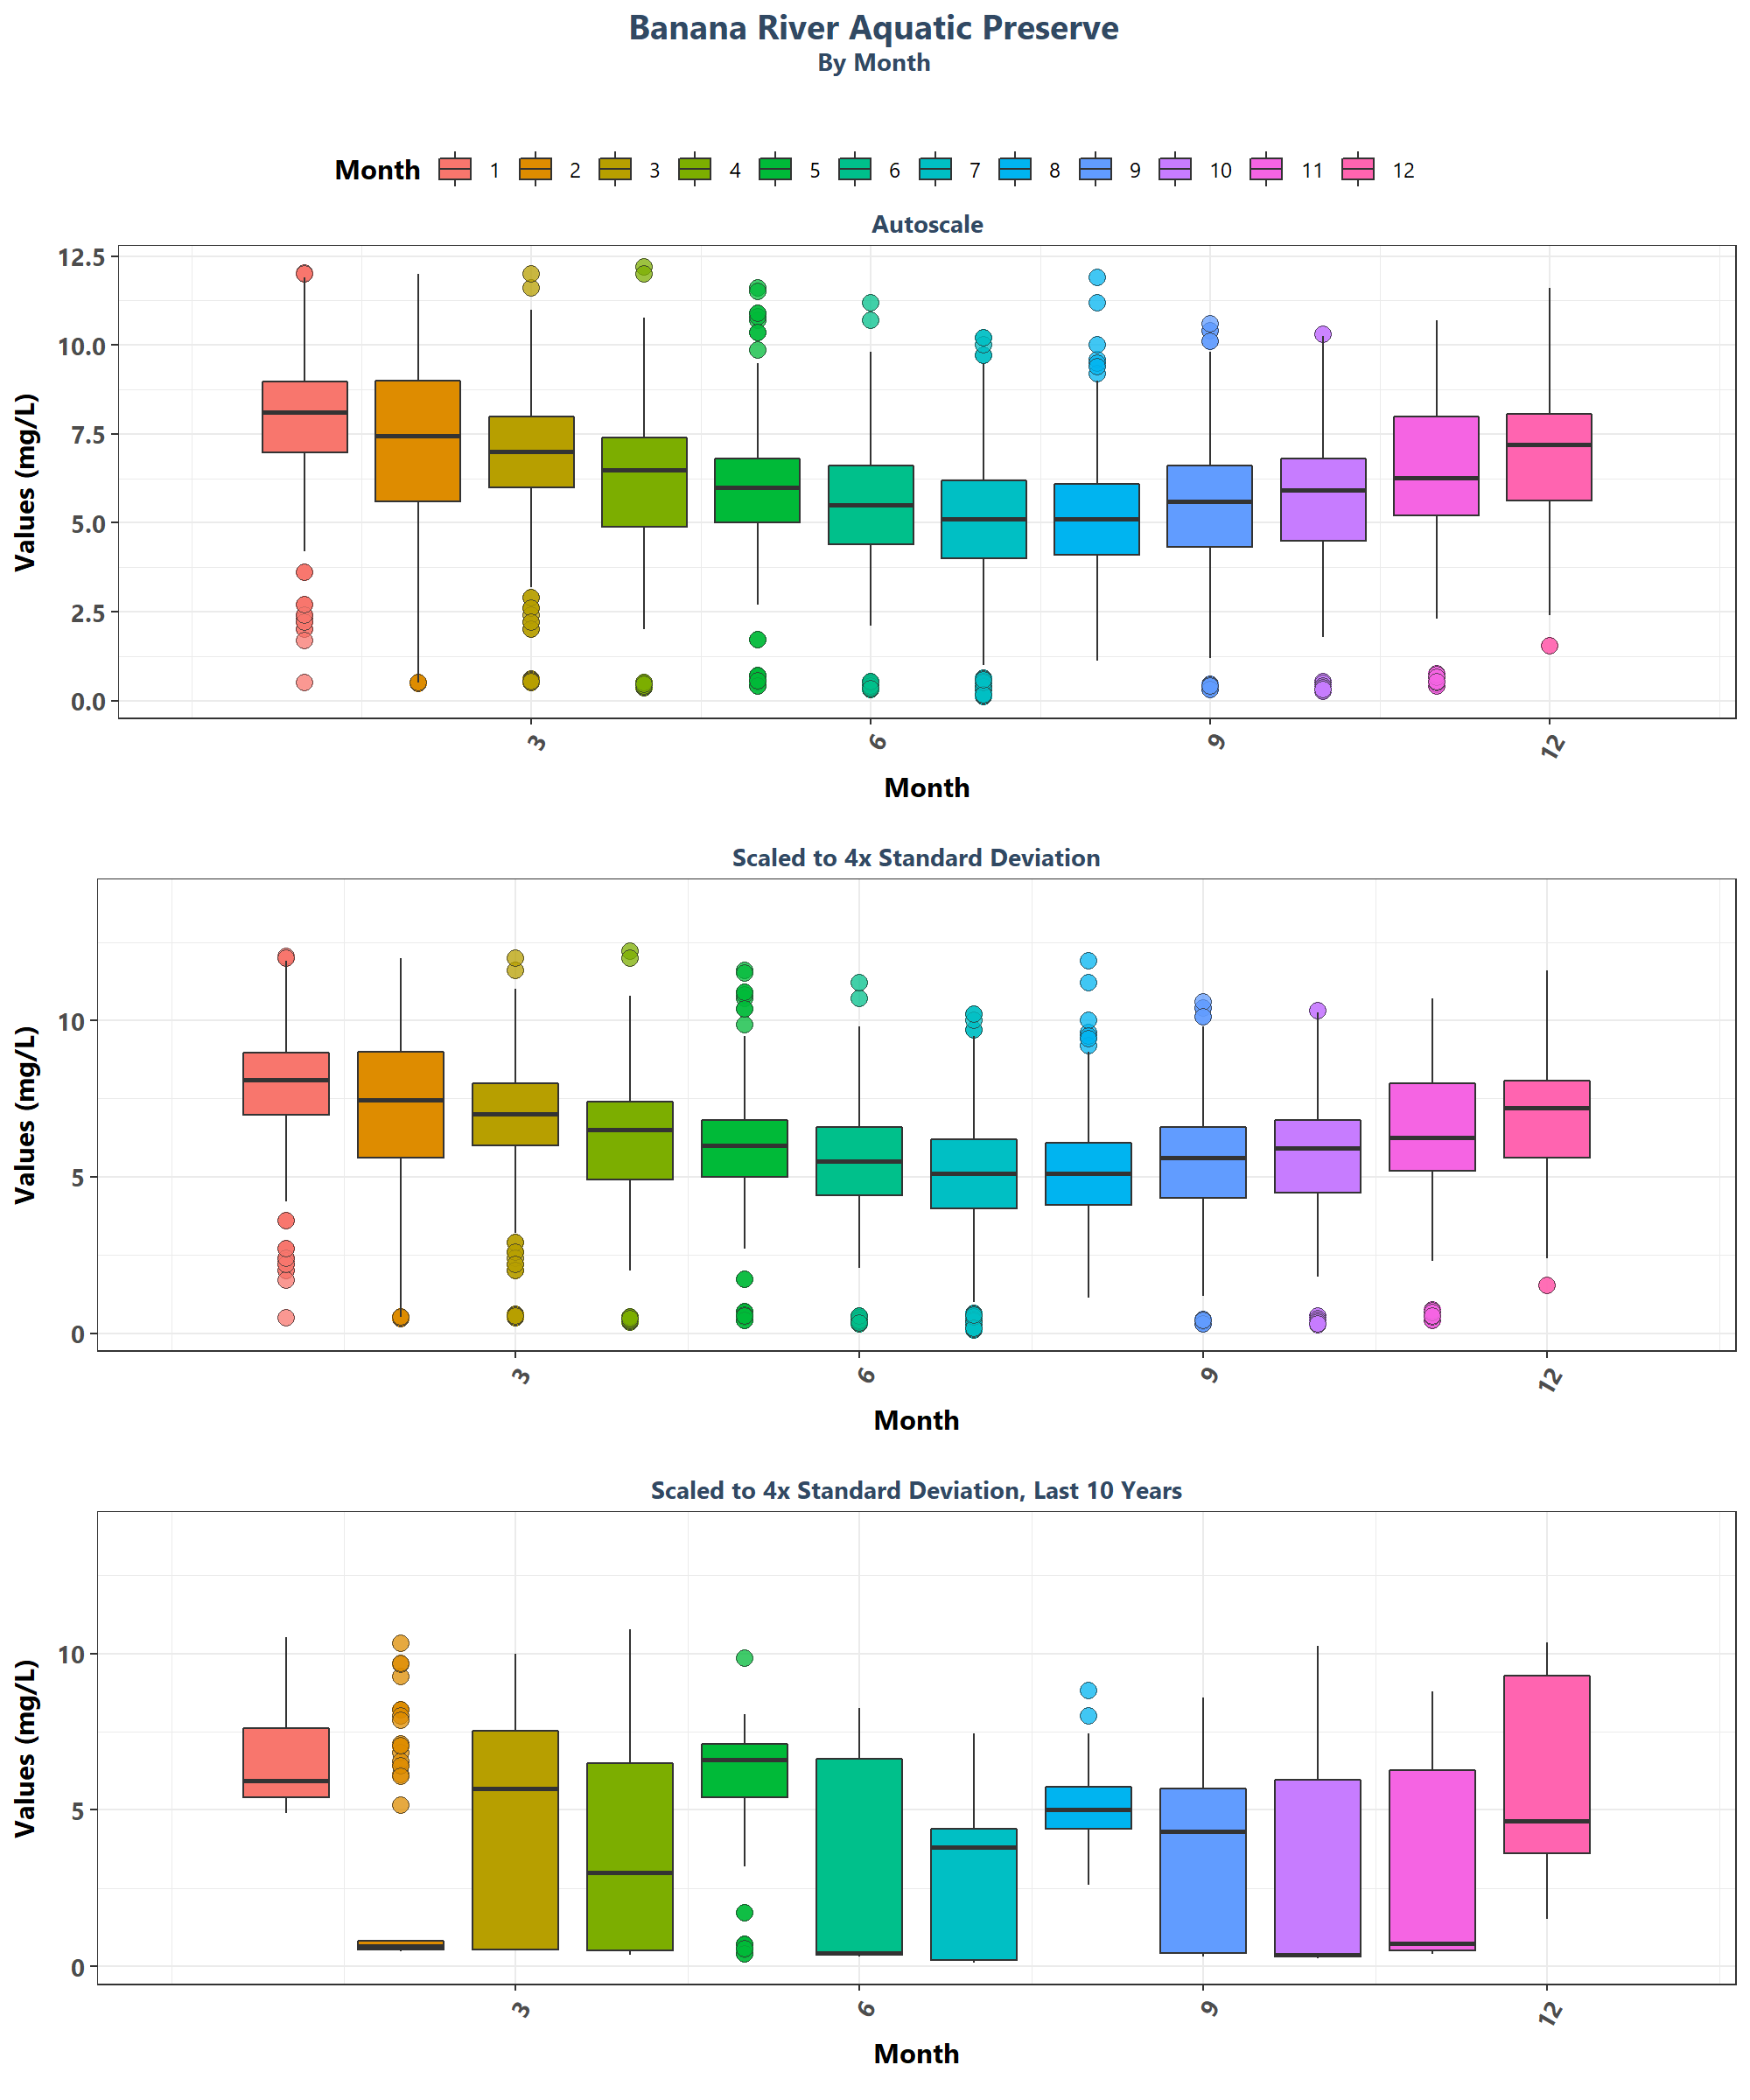 Banana River Aquatic Preserve
By Month
Month 1 2 3 4 5 6 7 8 9 10 11 12
Autoscale
Values (mg/L)
12.5
10.0
7.5
5.0
2.5
0.0
3 6 9 12
Month
Scaled to 4x Standard Deviation
Values (mg/L)
10
5
0
3 6 9 12
Month
Scaled to 4x Standard Deviation, Last 10 Years
Values (mg/L)
10
5
0
3 6 9 12
Month